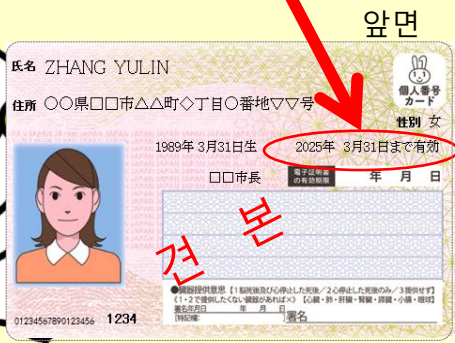 앞면
氏名 ZHANG YULIN
個人番号
カード
住所 ○○県□□市△△町◇丁目○番地▽▽号
性別 女
1989年 3月31日生 2025年 3月31日まで有効
□□市長 電子証明書の有効期限 年 月 日
견 본
●臓器提供意思【1 脳死後及び心停止した死後／2 心停止した死後のみ／3 提供せず】
《1・2で提供したくない臓器があれば×》【心臓・肺・肝臓・腎臓・膵臓・小腸・眼球】
署名年月日 年 月 日
[特記欄: ] 署名
01234567890123456 1234